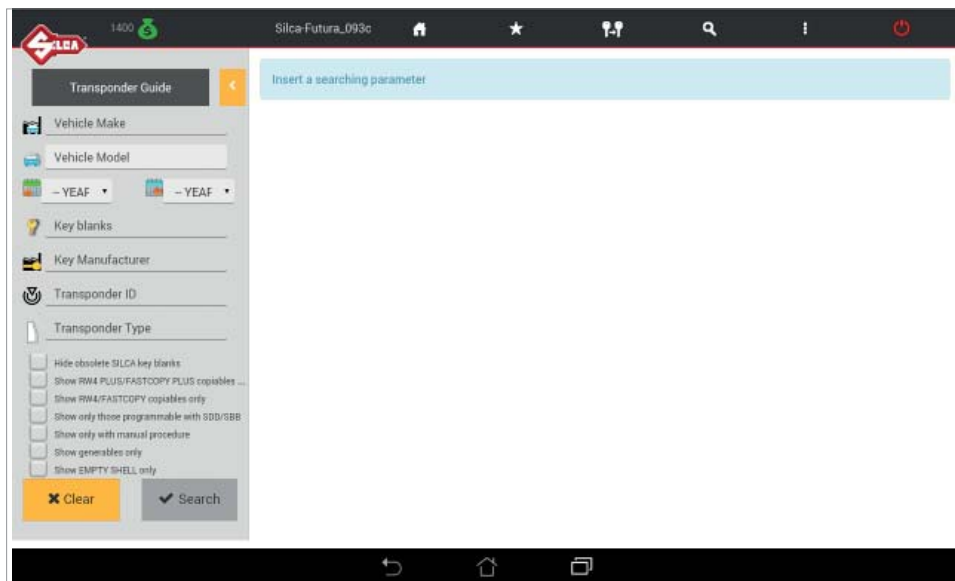 1400
Silca-Futura_093c
SILCA
Transponder Guide
Insert a searching parameter
Vehicle Make
Vehicle Model
-- YEAF
-- YEAF
Key blanks
Key Manufacturer
Transponder ID
Transponder Type
Hide obsolete SILCA key blanks
Show RW4 PLUS/FASTCOPY PLUS copiables ...
Show RW4/FASTCOPY copiables only
Show only those programmable with SDD/SBB
Show only with manual procedure
Show generables only
Show EMPTY SHELL only
Clear
Search